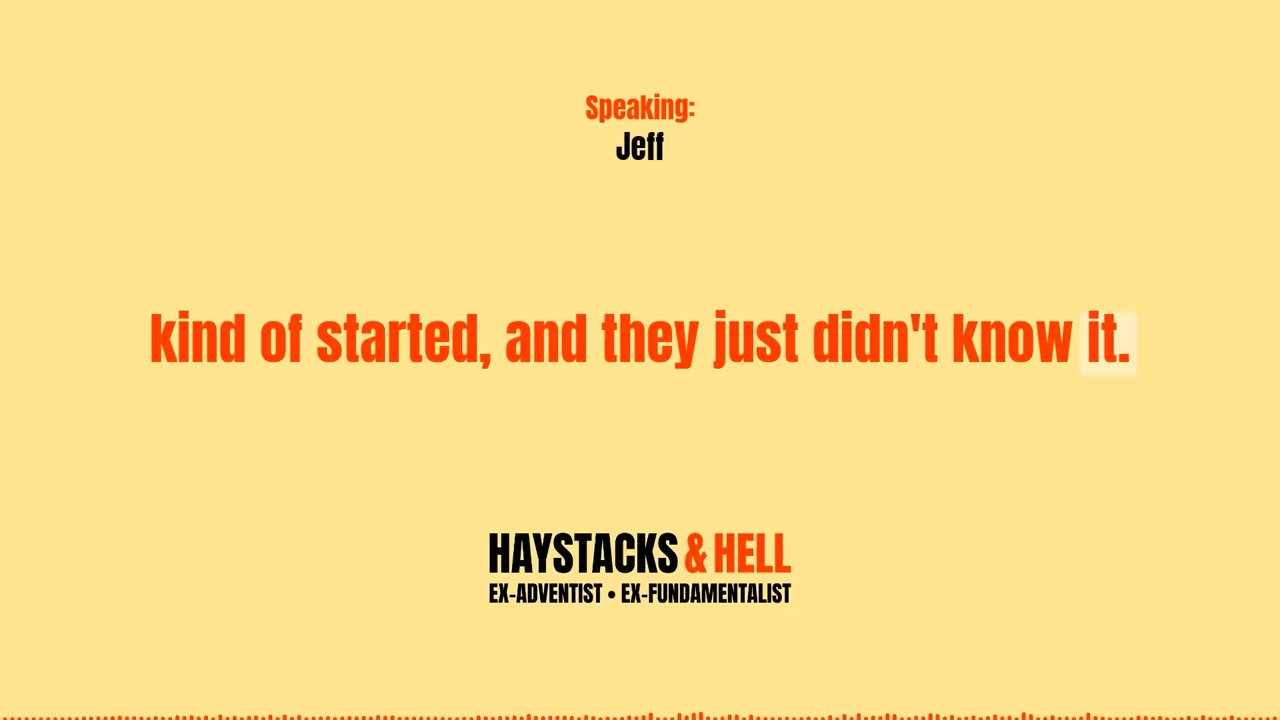 Speaking:
Jeff
kind of started, and they just didn't know it.
HAYSTACKS & HELL
EX-ADVENTIST • EX-FUNDAMENTALIST